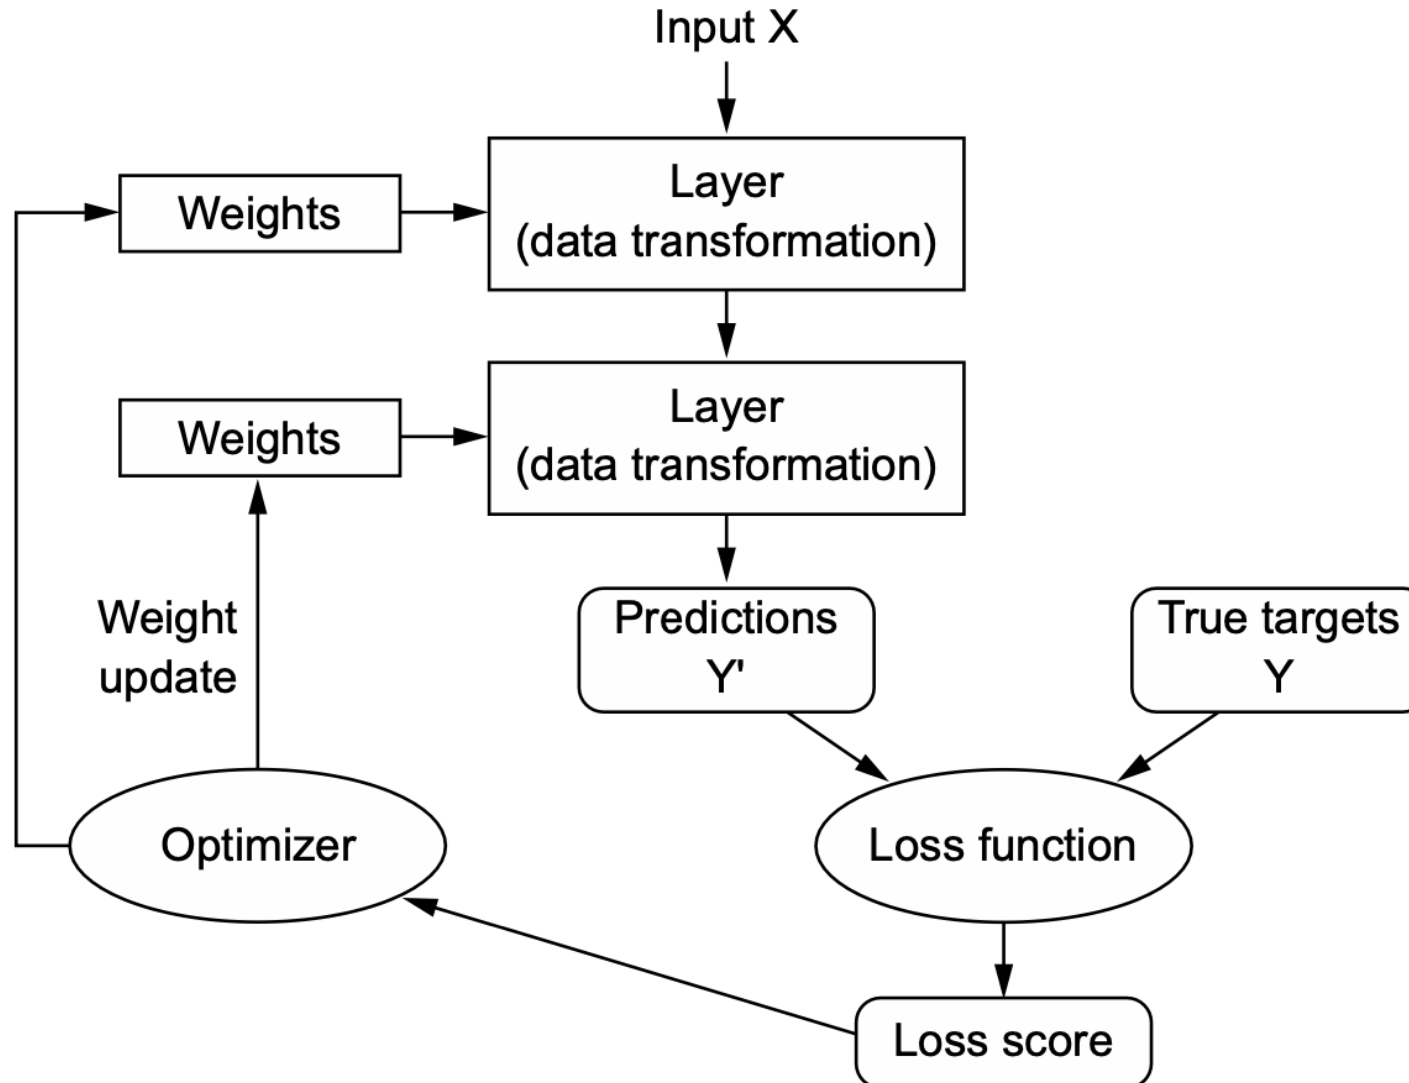 Input X
Weights
Layer
(data transformation)
Weights
Layer
(data transformation)
Weight
update
Predictions
Y'
True targets
Y
Optimizer
Loss function
Loss score